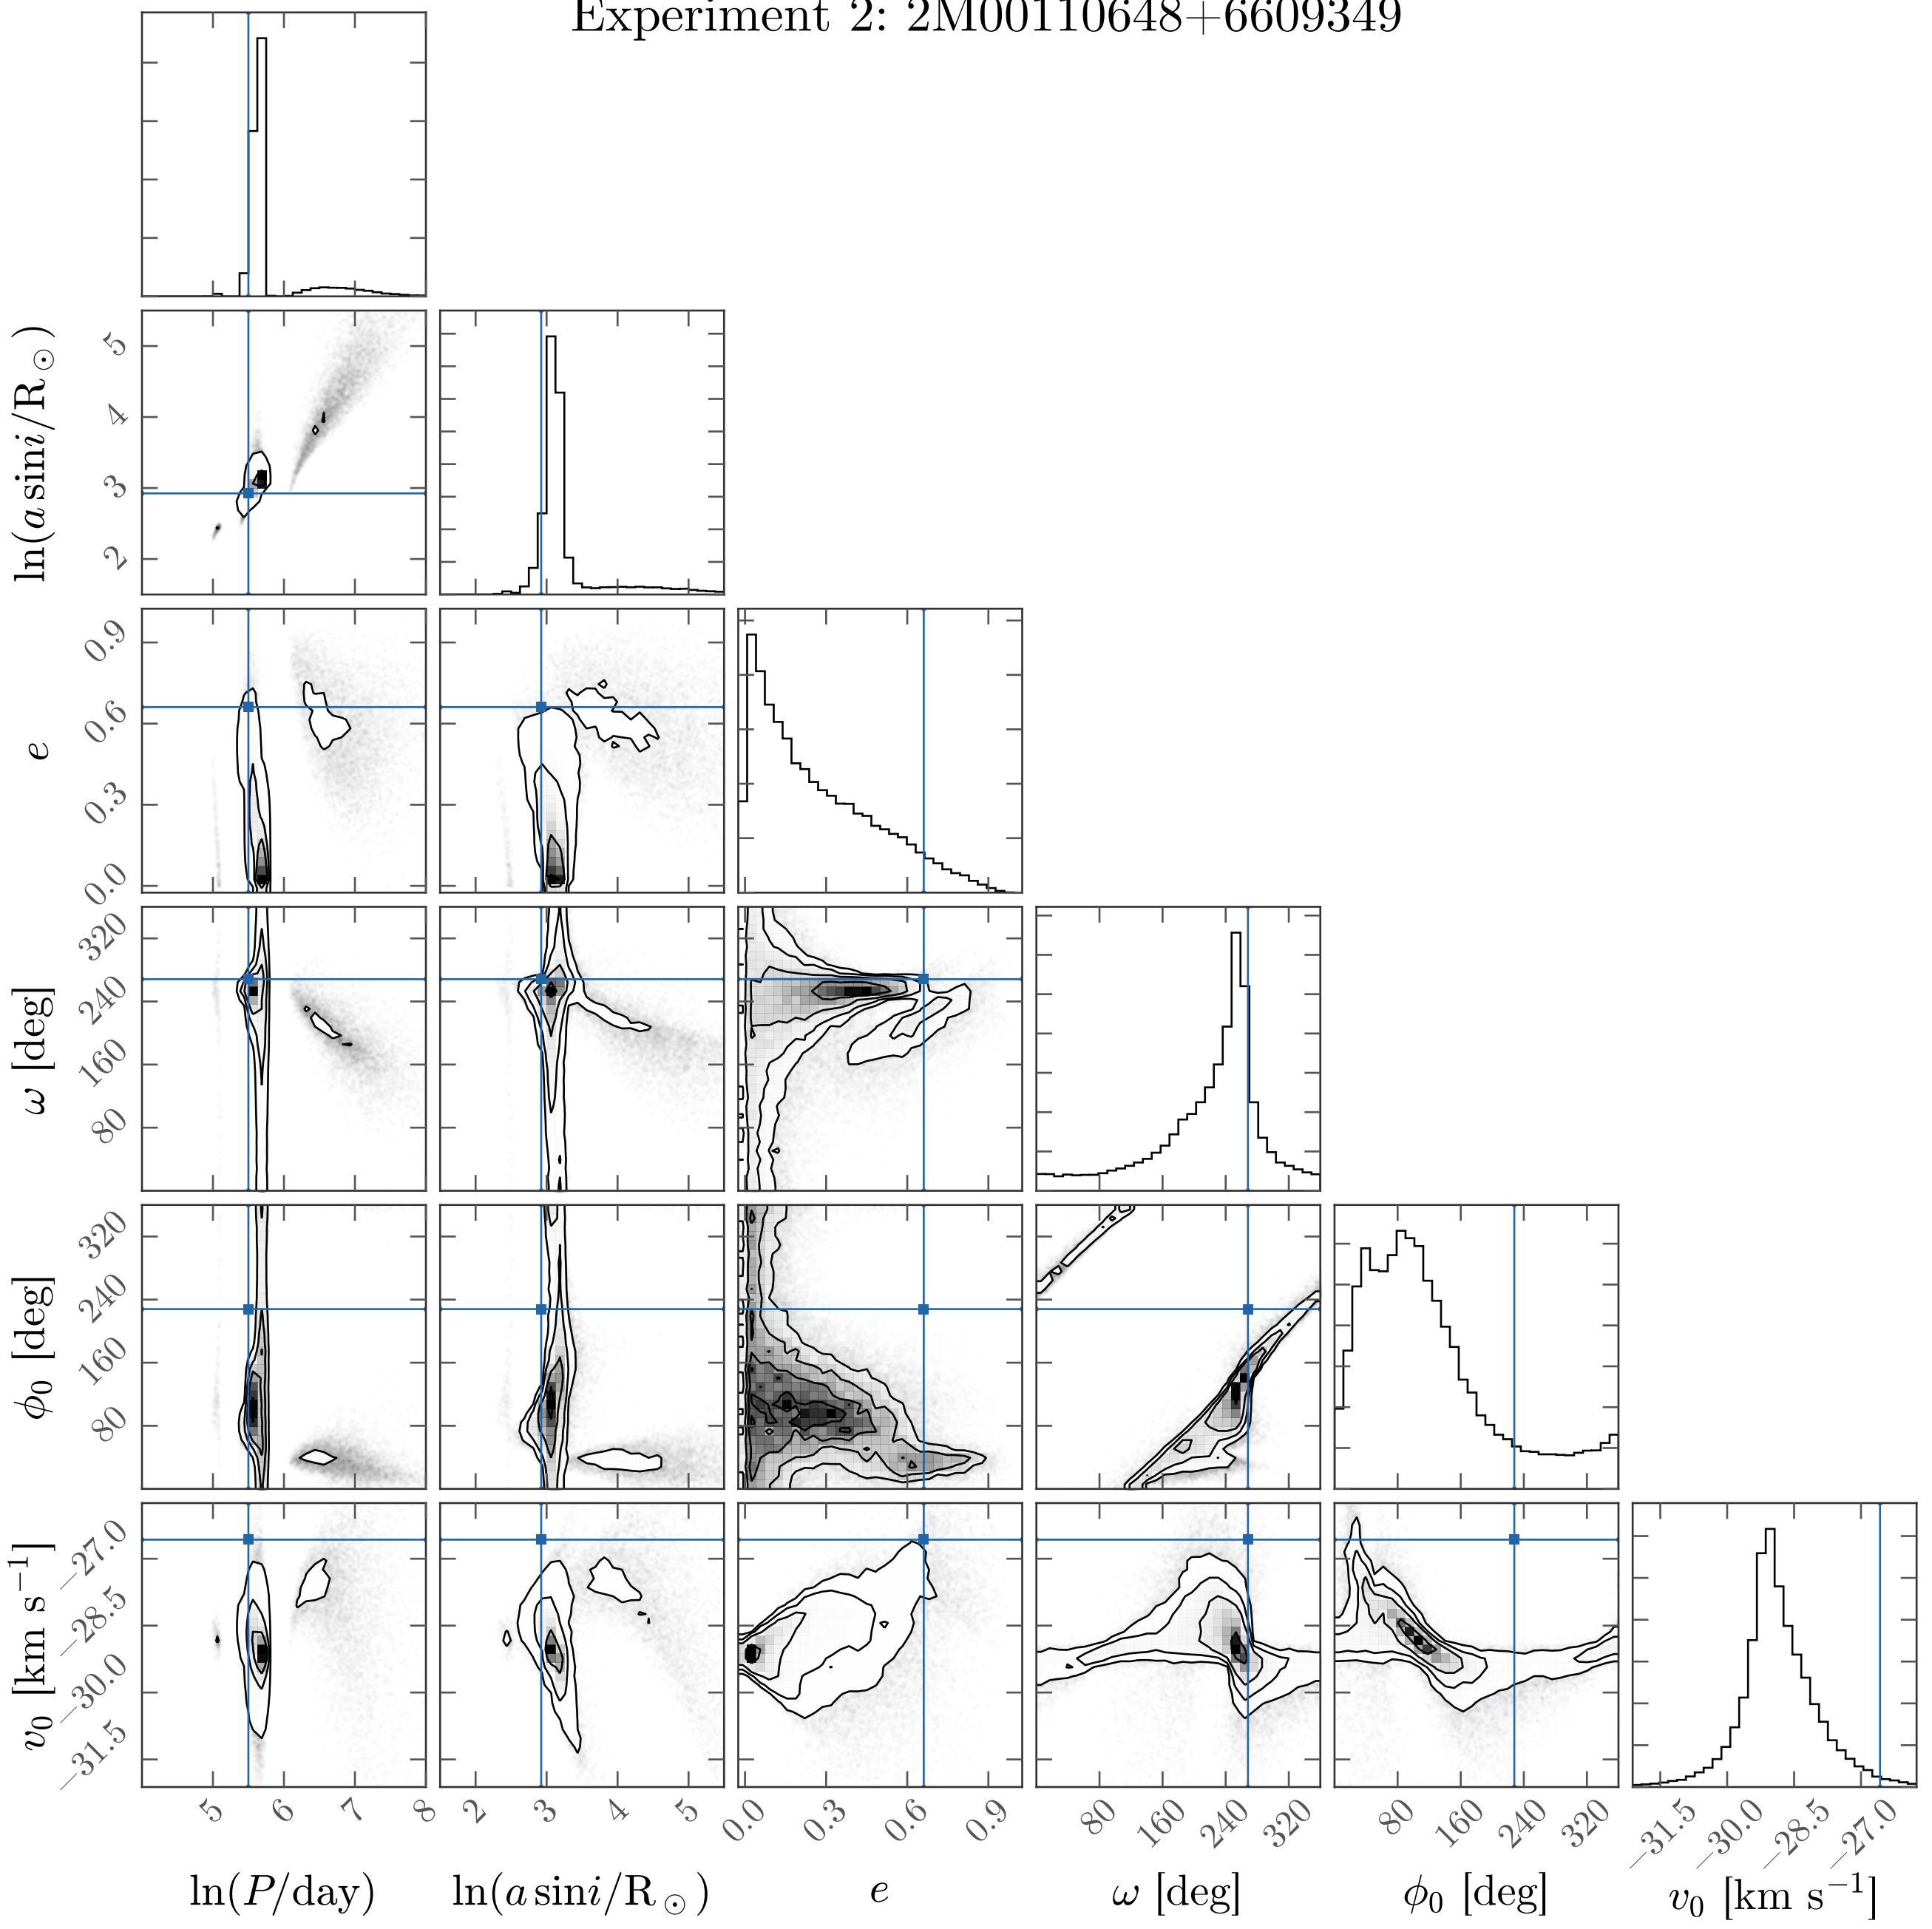 Experiment 2: 2M00110648+6609349
ln(a sin i/R⊙)
5
4
3
2
e
0.9
0.6
0.3
0.0
ω [deg]
320
240
160
80
ϕ₀ [deg]
320
240
160
80
v₀ [km s⁻¹]
−27.0
−28.5
−30.0
−31.5
5 6 7 8
2 3 4 5
0.0 0.3 0.6 0.9
80 160 240 320
80 160 240 320
−31.5 −30.0 −28.5 −27.0
ln(P/day)
ln(a sin i/R⊙)
e
ω [deg]
ϕ₀ [deg]
v₀ [km s⁻¹]